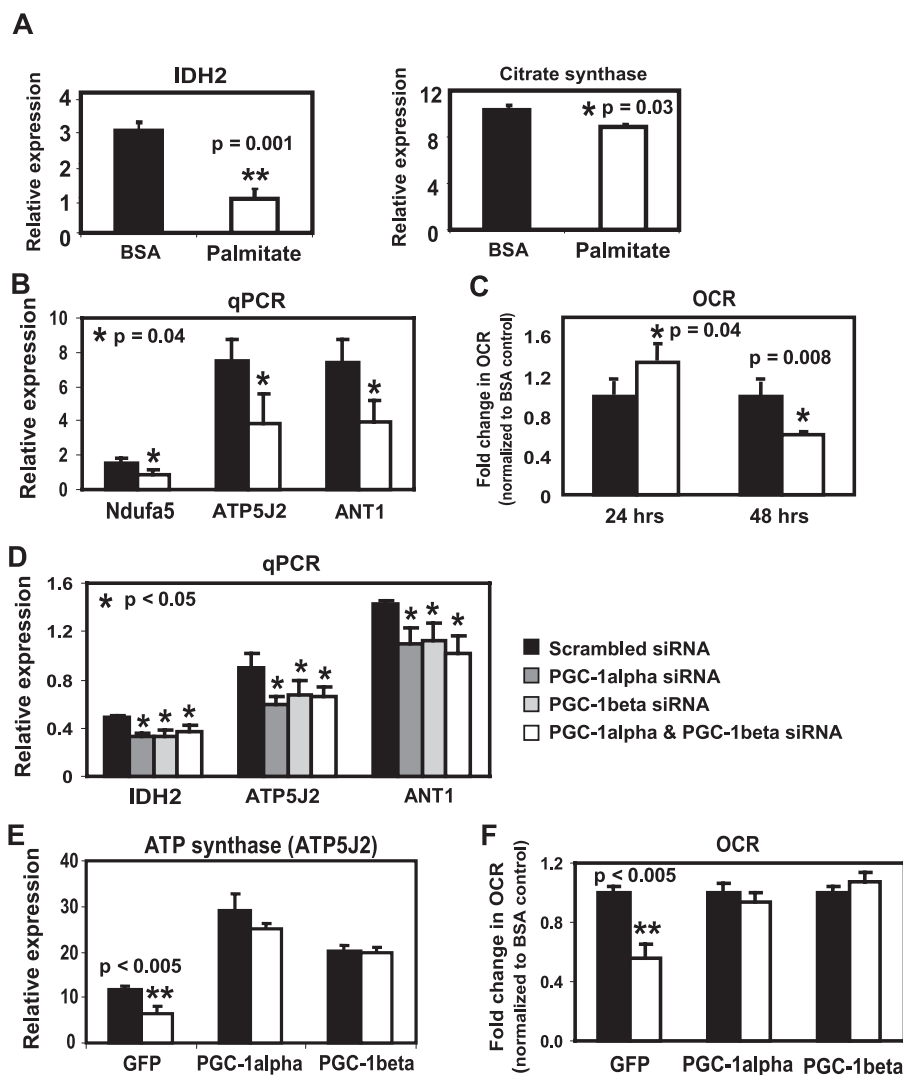 A
IDH2
Relative expression
4
3
2
1
0
p = 0.001
**
BSA
Palmitate
Citrate synthase
Relative expression
12
8
4
0
* p = 0.03
BSA
Palmitate
B
qPCR
Relative expression
10
8
6
4
2
0
* p = 0.04
*
*
*
Ndufa5
ATP5J2
ANT1
C
OCR
Fold change in OCR
(normalized to BSA control)
1.6
1.2
0.8
0.4
0
* p = 0.04
p = 0.008
*
24 hrs
48 hrs
D
qPCR
Relative expression
1.6
1.2
0.8
0.4
0
* p < 0.05
* * *
* * *
* * *
IDH2
ATP5J2
ANT1
Scrambled siRNA
PGC-1alpha siRNA
PGC-1beta siRNA
PGC-1alpha & PGC-1beta siRNA
E
ATP synthase (ATP5J2)
Relative expression
40
30
20
10
0
p < 0.005
**
GFP
PGC-1alpha
PGC-1beta
F
OCR
Fold change in OCR
(normalized to BSA control)
1.2
0.8
0.4
0
p < 0.005
**
GFP
PGC-1alpha
PGC-1beta